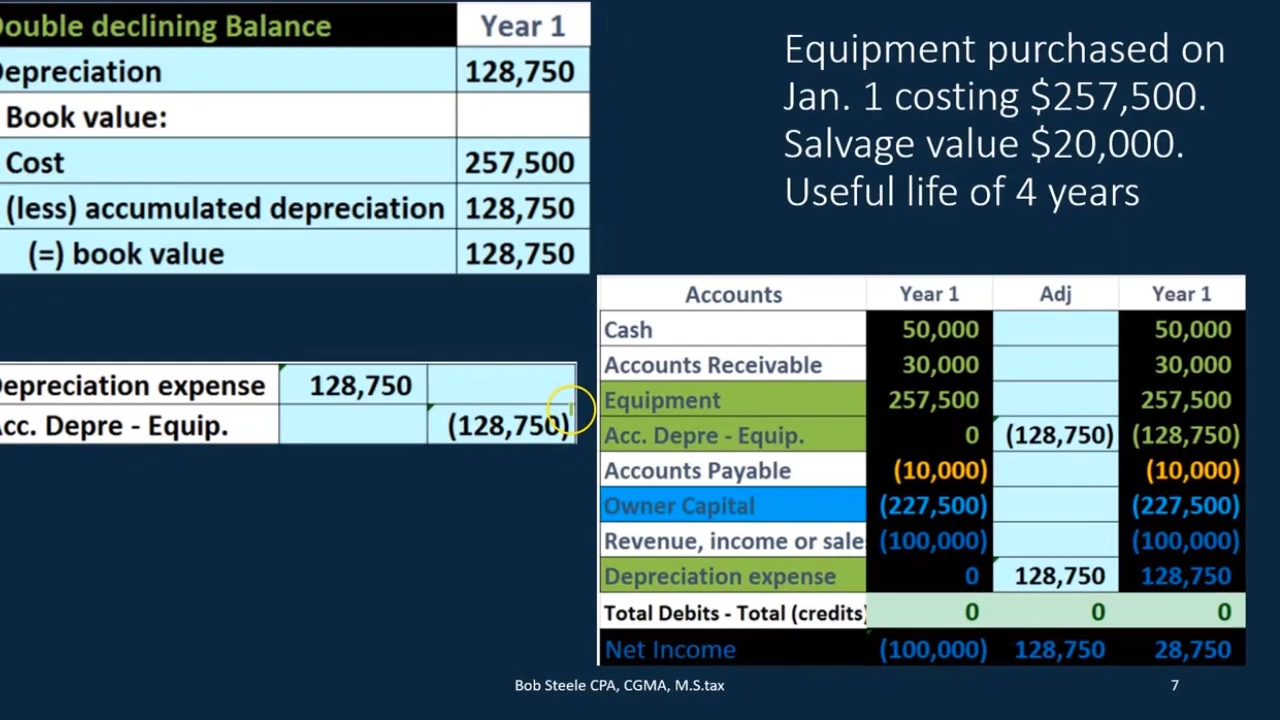 ouble declining Balance Year 1
epreciation 128,750
Book value:
Cost 257,500
(less) accumulated depreciation 128,750
(=) book value 128,750
Equipment purchased on
Jan. 1 costing $257,500.
Salvage value $20,000.
Useful life of 4 years
epreciation expense 128,750
cc. Depre - Equip. (128,750)
Accounts Year 1 Adj Year 1
Cash 50,000 50,000
Accounts Receivable 30,000 30,000
Equipment 257,500 257,500
Acc. Depre - Equip. 0 (128,750) (128,750)
Accounts Payable (10,000) (10,000)
Owner Capital (227,500) (227,500)
Revenue, income or sale (100,000) (100,000)
Depreciation expense 0 128,750 128,750
Total Debits - Total (credits) 0 0 0
Net Income (100,000) 128,750 28,750
Bob Steele CPA, CGMA, M.S.tax 7